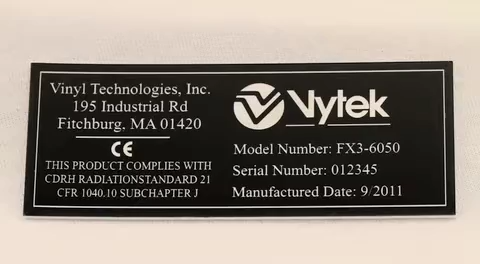 Vinyl Technologies, Inc.
195 Industrial Rd
Fitchburg, MA 01420
CE
THIS PRODUCT COMPLIES WITH
CDRH RADIATIONSTANDARD 21
CFR 1040.10 SUBCHAPTER J
Vytek
Model Number: FX3-6050
Serial Number: 012345
Manufactured Date: 9/2011